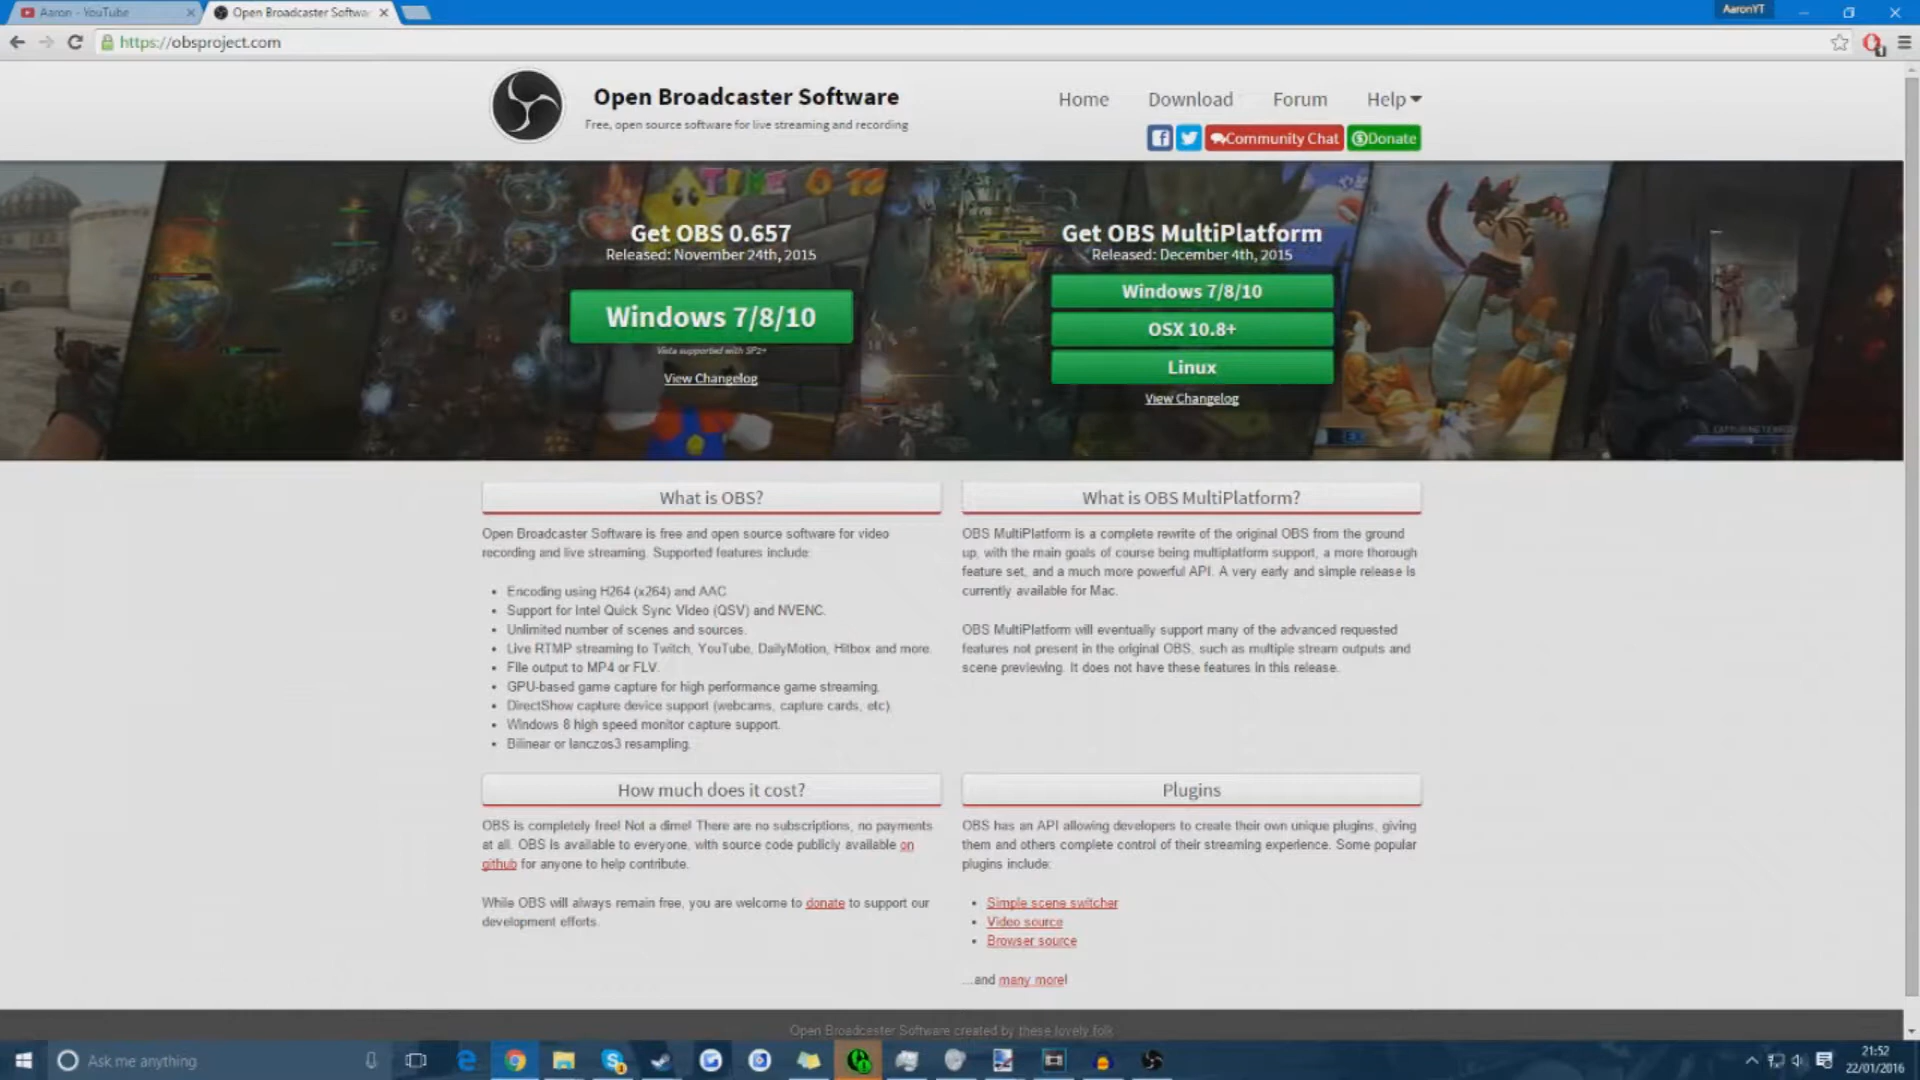 Aaron - YouTube
Open Broadcaster Softwa
AaronYT
https://obsproject.com
Open Broadcaster Software
Free, open source software for live streaming and recording
Home Download Forum Help
Community Chat Donate
TIME 0 12
Get OBS 0.657
Released: November 24th, 2015
Windows 7/8/10
Vista supported with SP2+
View Changelog
Get OBS MultiPlatform
Released: December 4th, 2015
Windows 7/8/10
OSX 10.8+
Linux
View Changelog
What is OBS?
Open Broadcaster Software is free and open source software for video
recording and live streaming. Supported features include:
• Encoding using H264 (x264) and AAC.
• Support for Intel Quick Sync Video (QSV) and NVENC.
• Unlimited number of scenes and sources.
• Live RTMP streaming to Twitch, YouTube, DailyMotion, Hitbox and more.
• File output to MP4 or FLV.
• GPU-based game capture for high performance game streaming.
• DirectShow capture device support (webcams, capture cards, etc).
• Windows 8 high speed monitor capture support.
• Bilinear or lanczos3 resampling.
What is OBS MultiPlatform?
OBS MultiPlatform is a complete rewrite of the original OBS from the ground
up, with the main goals of course being multiplatform support, a more thorough
feature set, and a much more powerful API. A very early and simple release is
currently available for Mac.
OBS MultiPlatform will eventually support many of the advanced requested
features not present in the original OBS, such as multiple stream outputs and
scene previewing. It does not have these features in this release.
How much does it cost?
OBS is completely free! Not a dime! There are no subscriptions, no payments
at all. OBS is available to everyone, with source code publicly available on
github for anyone to help contribute.
While OBS will always remain free, you are welcome to donate to support our
development efforts.
Plugins
OBS has an API allowing developers to create their own unique plugins, giving
them and others complete control of their streaming experience. Some popular
plugins include:
• Simple scene switcher
• Video source
• Browser source
...and many more!
Open Broadcaster Software created by these lovely folk
Ask me anything
21:52
22/01/2016